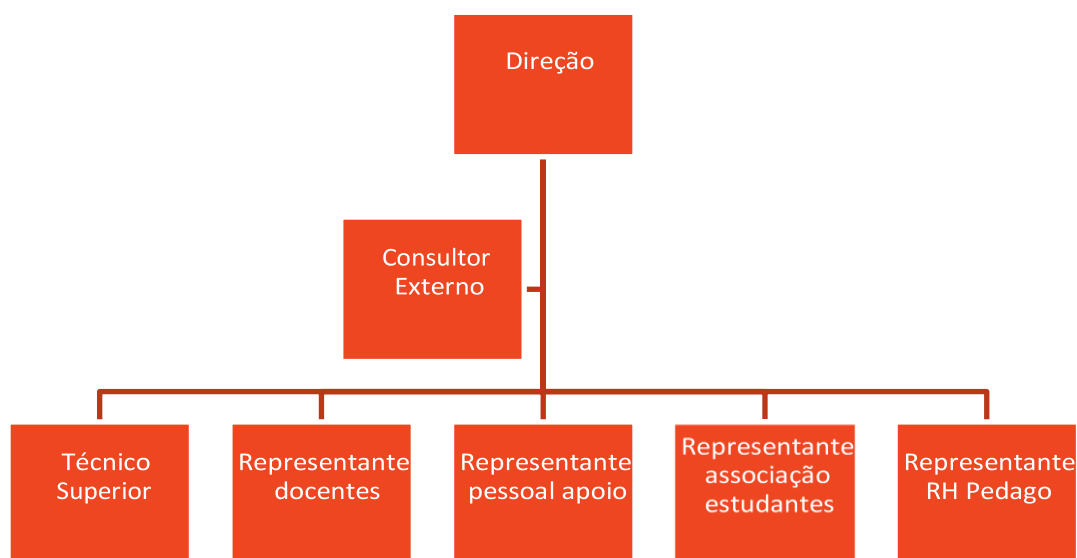 Direção
Consultor
Externo
Técnico
Superior
Representante
docentes
Representante
pessoal apoio
Representante
associação
estudantes
Representante
RH Pedago